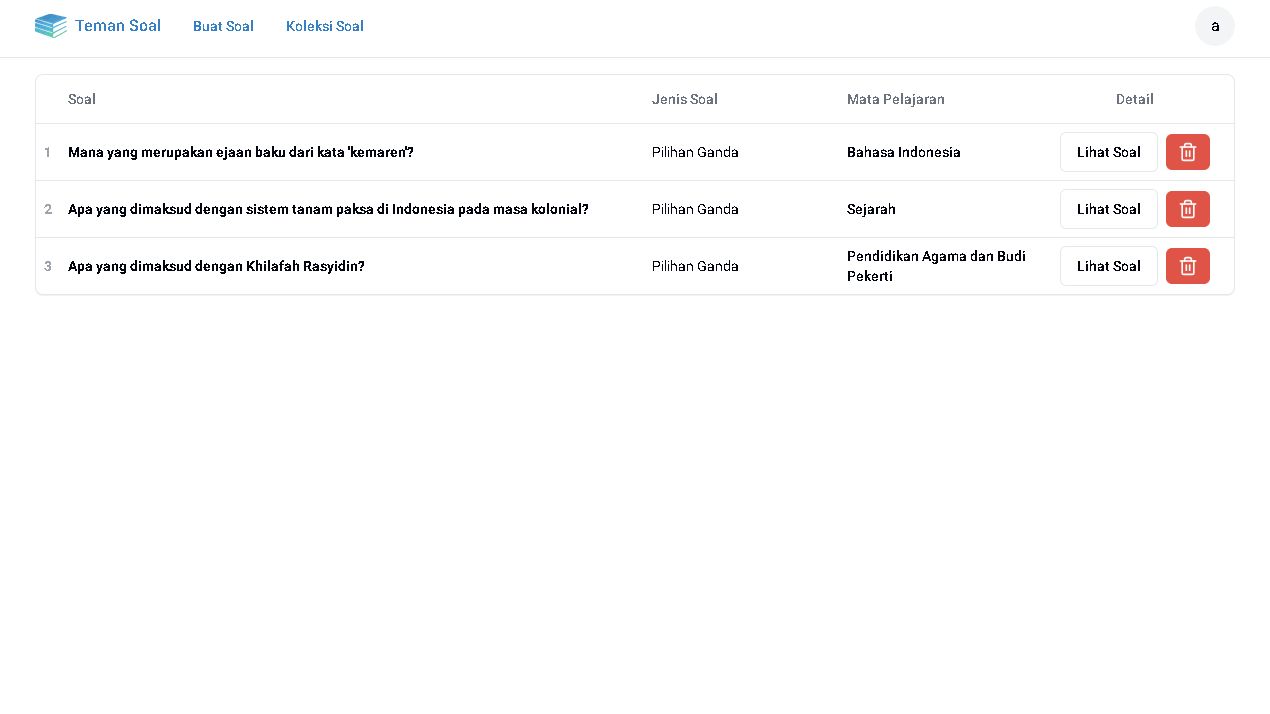 Teman Soal Buat Soal Koleksi Soal a
Soal Jenis Soal Mata Pelajaran Detail
1 Mana yang merupakan ejaan baku dari kata 'kemaren'? Pilihan Ganda Bahasa Indonesia Lihat Soal
2 Apa yang dimaksud dengan sistem tanam paksa di Indonesia pada masa kolonial? Pilihan Ganda Sejarah Lihat Soal
3 Apa yang dimaksud dengan Khilafah Rasyidin? Pilihan Ganda Pendidikan Agama dan Budi
Pekerti Lihat Soal